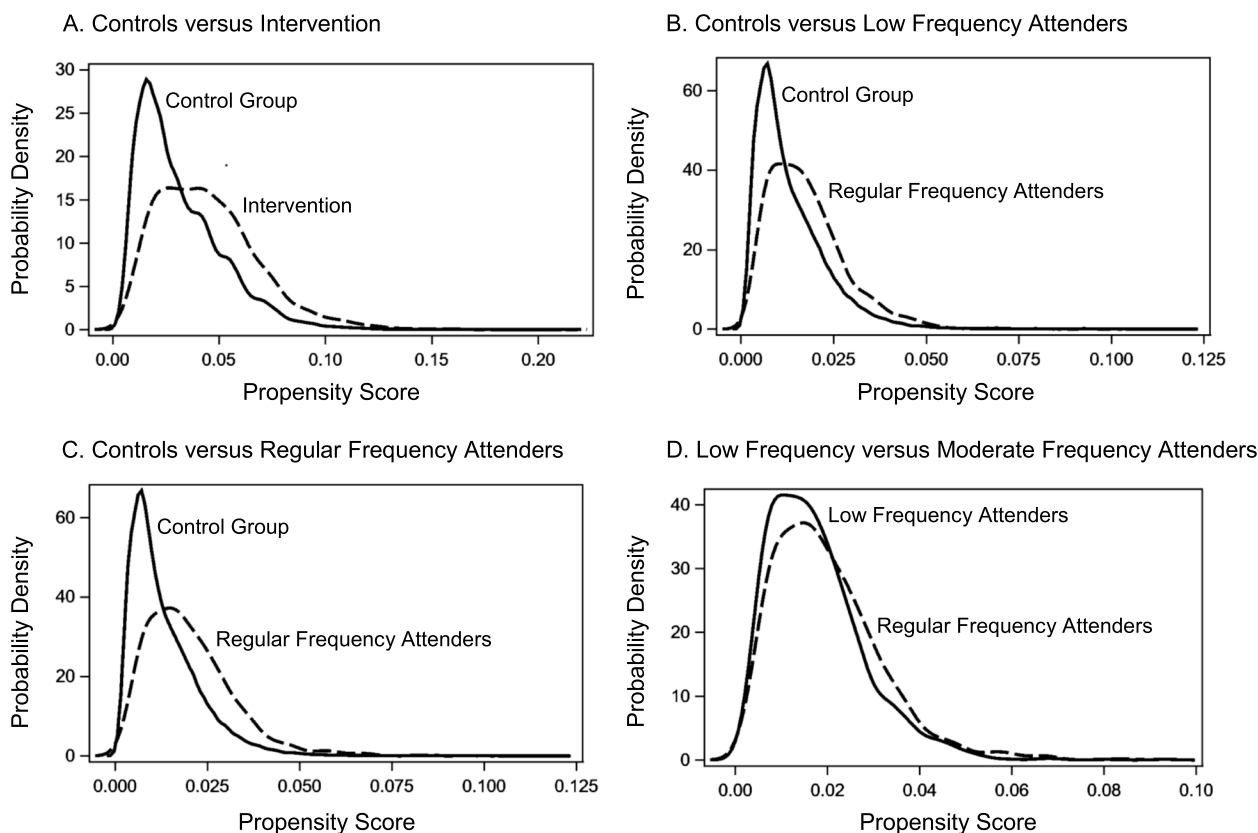 A. Controls versus Intervention
30
25
20
15
10
5
0
Probability Density
Control Group
Intervention
0.00 0.05 0.10 0.15 0.20
Propensity Score
B. Controls versus Low Frequency Attenders
60
40
20
0
Probability Density
Control Group
Regular Frequency Attenders
0.000 0.025 0.050 0.075 0.100 0.125
Propensity Score
C. Controls versus Regular Frequency Attenders
60
40
20
0
Probability Density
Control Group
Regular Frequency Attenders
0.000 0.025 0.050 0.075 0.100 0.125
Propensity Score
D. Low Frequency versus Moderate Frequency Attenders
40
30
20
10
0
Probability Density
Low Frequency Attenders
Regular Frequency Attenders
0.00 0.02 0.04 0.06 0.08 0.10
Propensity Score